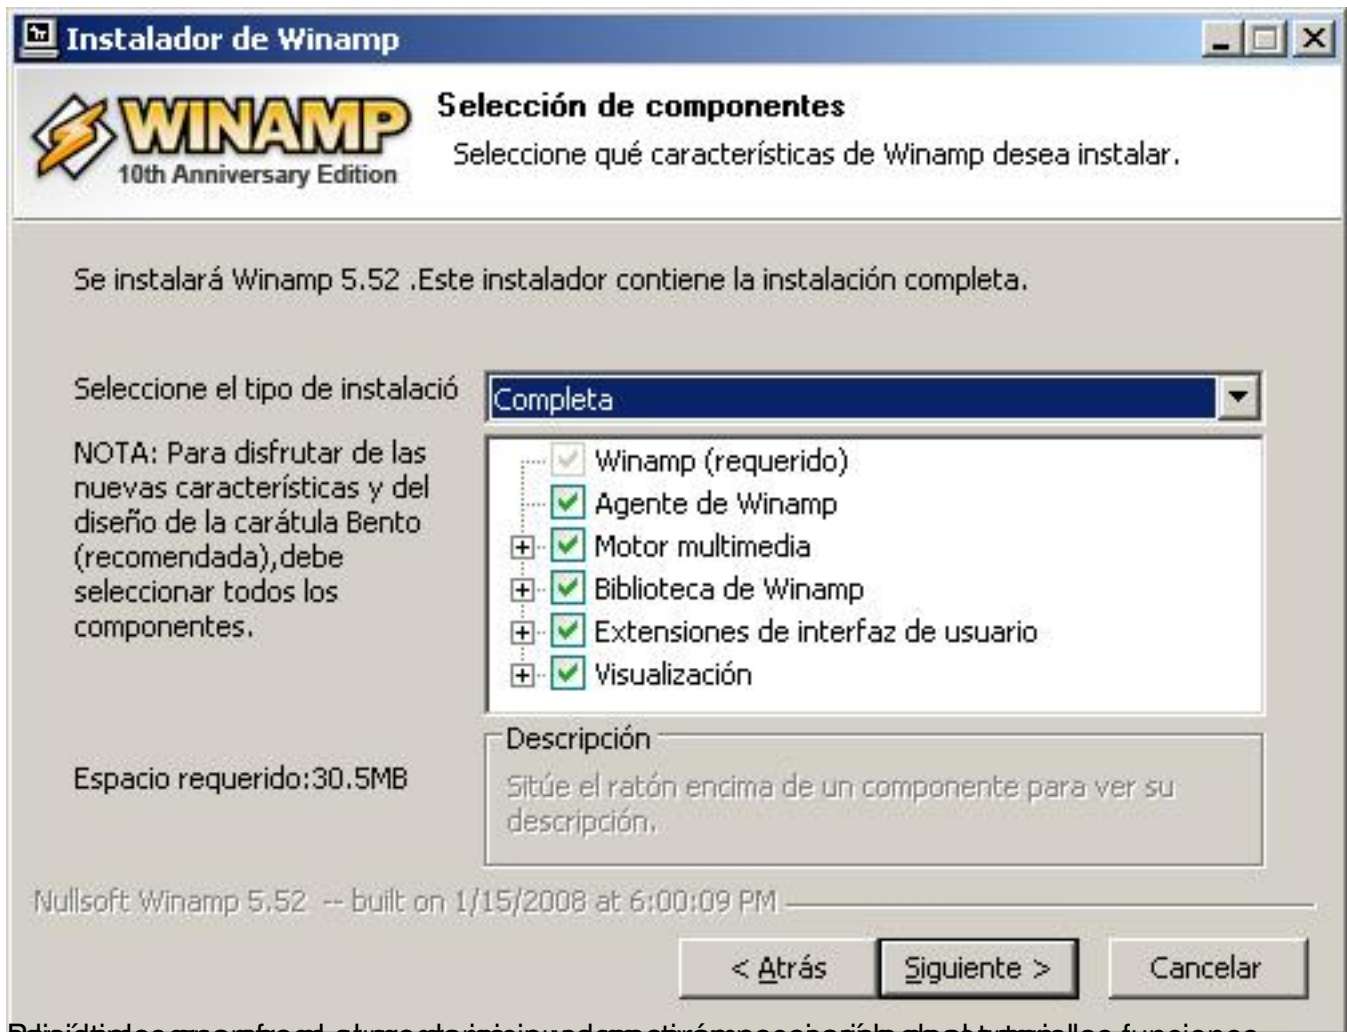 Instalador de Winamp
WINAMP
10th Anniversary Edition
Selección de componentes
Seleccione qué características de Winamp desea instalar.
Se instalará Winamp 5.52 .Este instalador contiene la instalación completa.
Seleccione el tipo de instalació
Completa
NOTA: Para disfrutar de las
nuevas características y del
diseño de la carátula Bento
(recomendada),debe
seleccionar todos los
componentes.
Winamp (requerido)
Agente de Winamp
Motor multimedia
Biblioteca de Winamp
Extensiones de interfaz de usuario
Visualización
Espacio requerido:30.5MB
Descripción
Sitúe el ratón encima de un componente para ver su
descripción.
Nullsoft Winamp 5.52 -- built on 1/15/2008 at 6:00:09 PM
< Atrás
Siguiente >
Cancelar
funciones